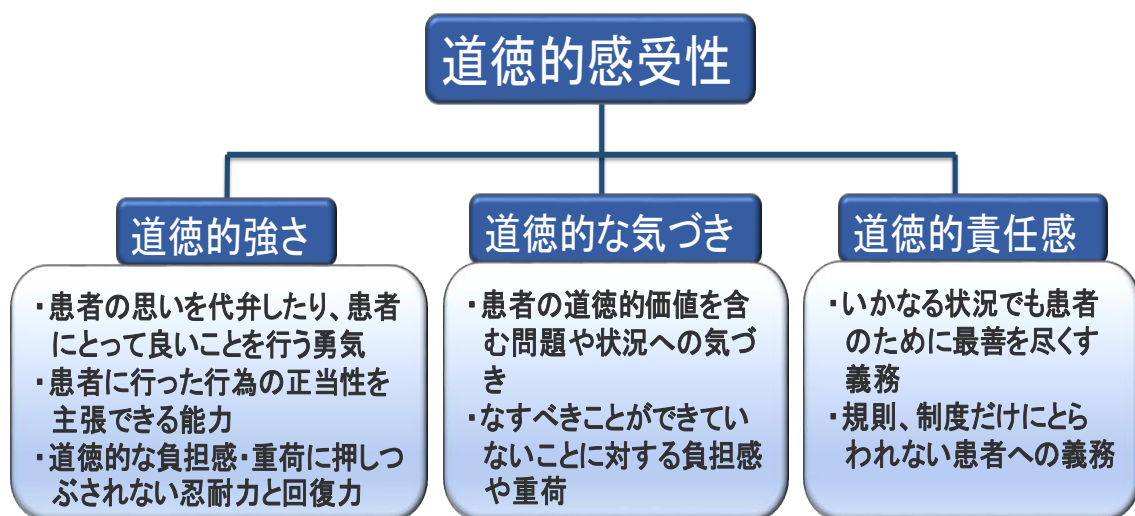 道徳的感受性
道徳的強さ
・患者の思いを代弁したり、患者
にとって良いことを行う勇気
・患者に行った行為の正当性を
主張できる能力
・道徳的な負担感・重荷に押しつ
ぶされない忍耐力と回復力
道徳的な気づき
・患者の道徳的価値を含
む問題や状況への気づ
き
・なすべきことができてい
ないことに対する負担感
や重荷
道徳的責任感
・いかなる状況でも患者
のために最善を尽くす
義務
・規則、制度だけにとら
われない患者への義務